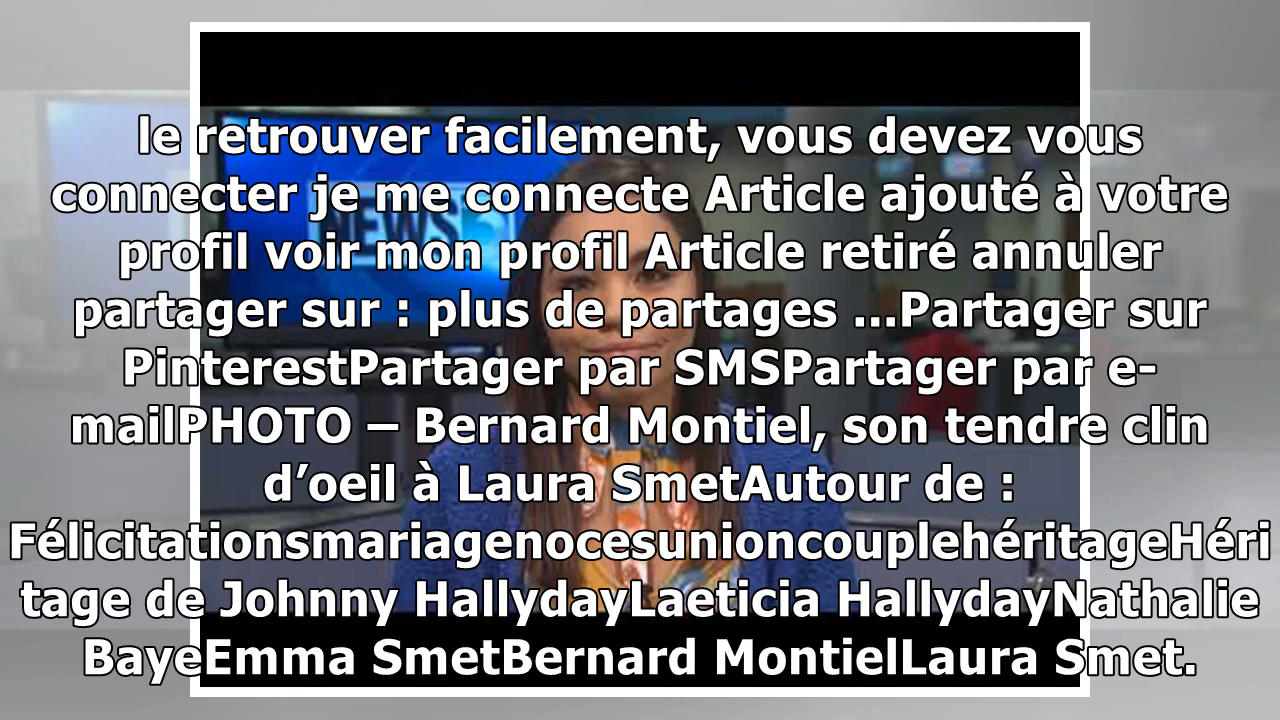 le retrouver facilement, vous devez vous
connecter je me connecte Article ajouté à votre
profil voir mon profil Article retiré annuler
partager sur : plus de partages ...Partager sur
PinterestPartager par SMSPartager par e-
mailPHOTO – Bernard Montiel, son tendre clin
d’oeil à Laura SmetAutour de :
FélicitationsmariagenocesunioncouplehéritageHéri
tage de Johnny HallydayLaeticia HallydayNathalie
BayeEmma SmetBernard MontielLaura Smet.
NEWS